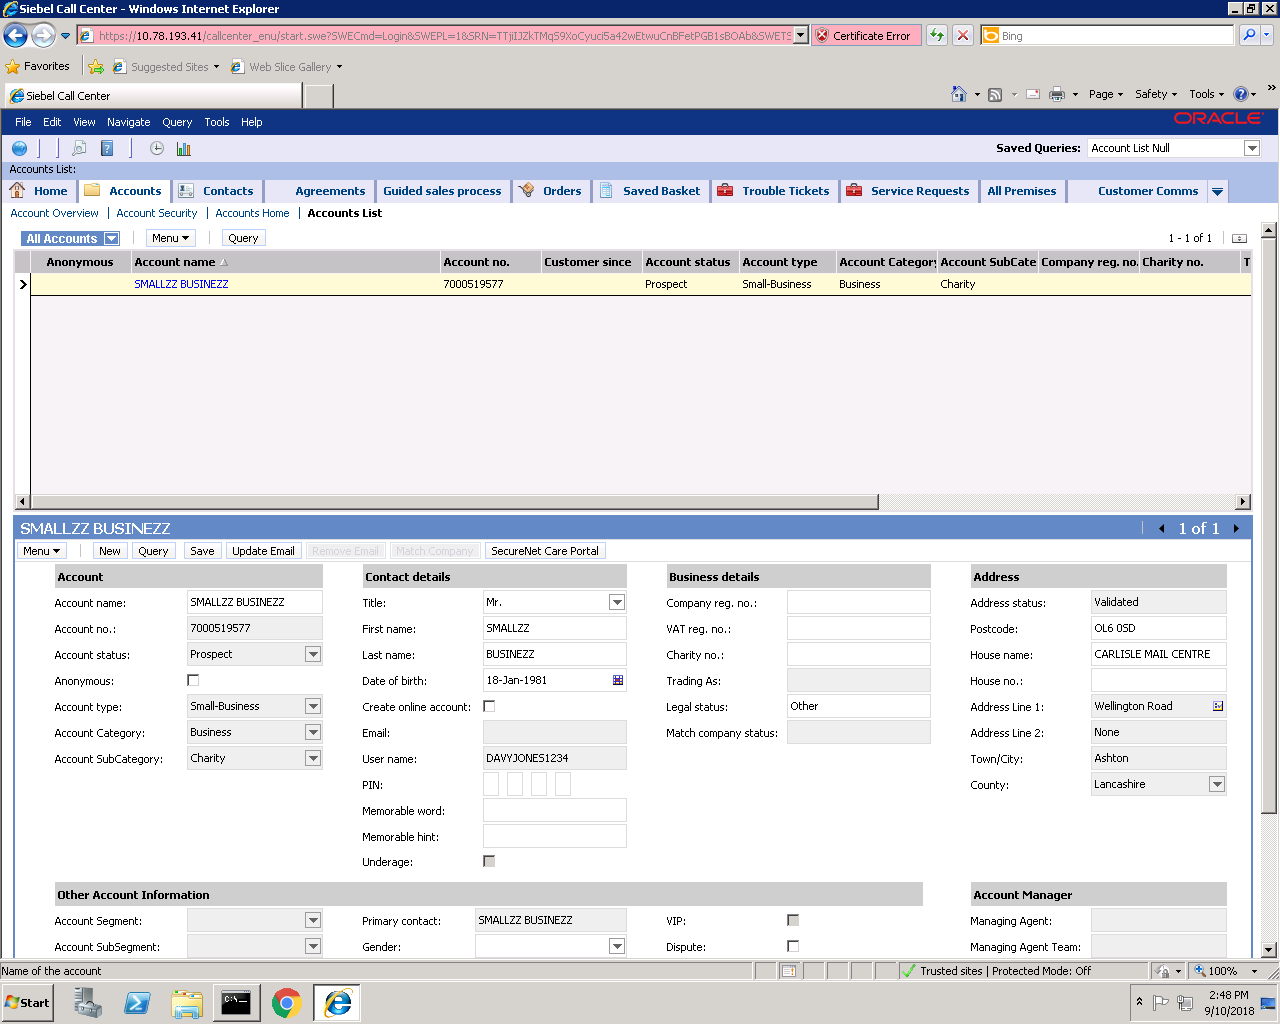 Siebel Call Center - Windows Internet Explorer
https://10.78.193.41/callcenter_enu/start.swe?SWECmd=Login&SWEPL=1&SRN=TTjiIJZkTMqS9XoCyuci5a42wEtwuCnBFetPGB1sBOAb&SWETS
Certificate Error
Bing
Favorites
Suggested Sites
Web Slice Gallery
Siebel Call Center
Page
Safety
Tools
File Edit View Navigate Query Tools Help
ORACLE
Saved Queries: Account List Null
Accounts List:
Home Accounts Contacts Agreements Guided sales process Orders Saved Basket Trouble Tickets Service Requests All Premises Customer Comms
Account Overview | Account Security | Accounts Home | Accounts List
All Accounts Menu Query 1 - 1 of 1
Anonymous Account name Account no. Customer since Account status Account type Account Category Account SubCate Company reg. no. Charity no. T
SMALLZZ BUSINEZZ 7000519577 Prospect Small-Business Business Charity
SMALLZZ BUSINEZZ 1 of 1
Menu New Query Save Update Email Remove Email Match Company SecureNet Care Portal
Account Contact details Business details Address
Account name: SMALLZZ BUSINEZZ Title: Mr. Company reg. no.: Address status: Validated
Account no.: 7000519577 First name: SMALLZZ VAT reg. no.: Postcode: OL6 0SD
Account status: Prospect Last name: BUSINEZZ Charity no.: House name: CARLISLE MAIL CENTRE
Anonymous: Date of birth: 18-Jan-1981 Trading As: House no.:
Account type: Small-Business Create online account: Legal status: Other Address Line 1: Wellington Road
Account Category: Business Email: Match company status: Address Line 2: None
Account SubCategory: Charity User name: DAVYJONES1234 Town/City: Ashton
PIN: County: Lancashire
Memorable word:
Memorable hint:
Underage:
Other Account Information Account Manager
Account Segment: Primary contact: SMALLZZ BUSINEZZ VIP: Managing Agent:
Account SubSegment: Gender: Dispute: Managing Agent Team:
Name of the account Trusted sites | Protected Mode: Off 100%
Start
C:\.
2:48 PM
9/10/2018